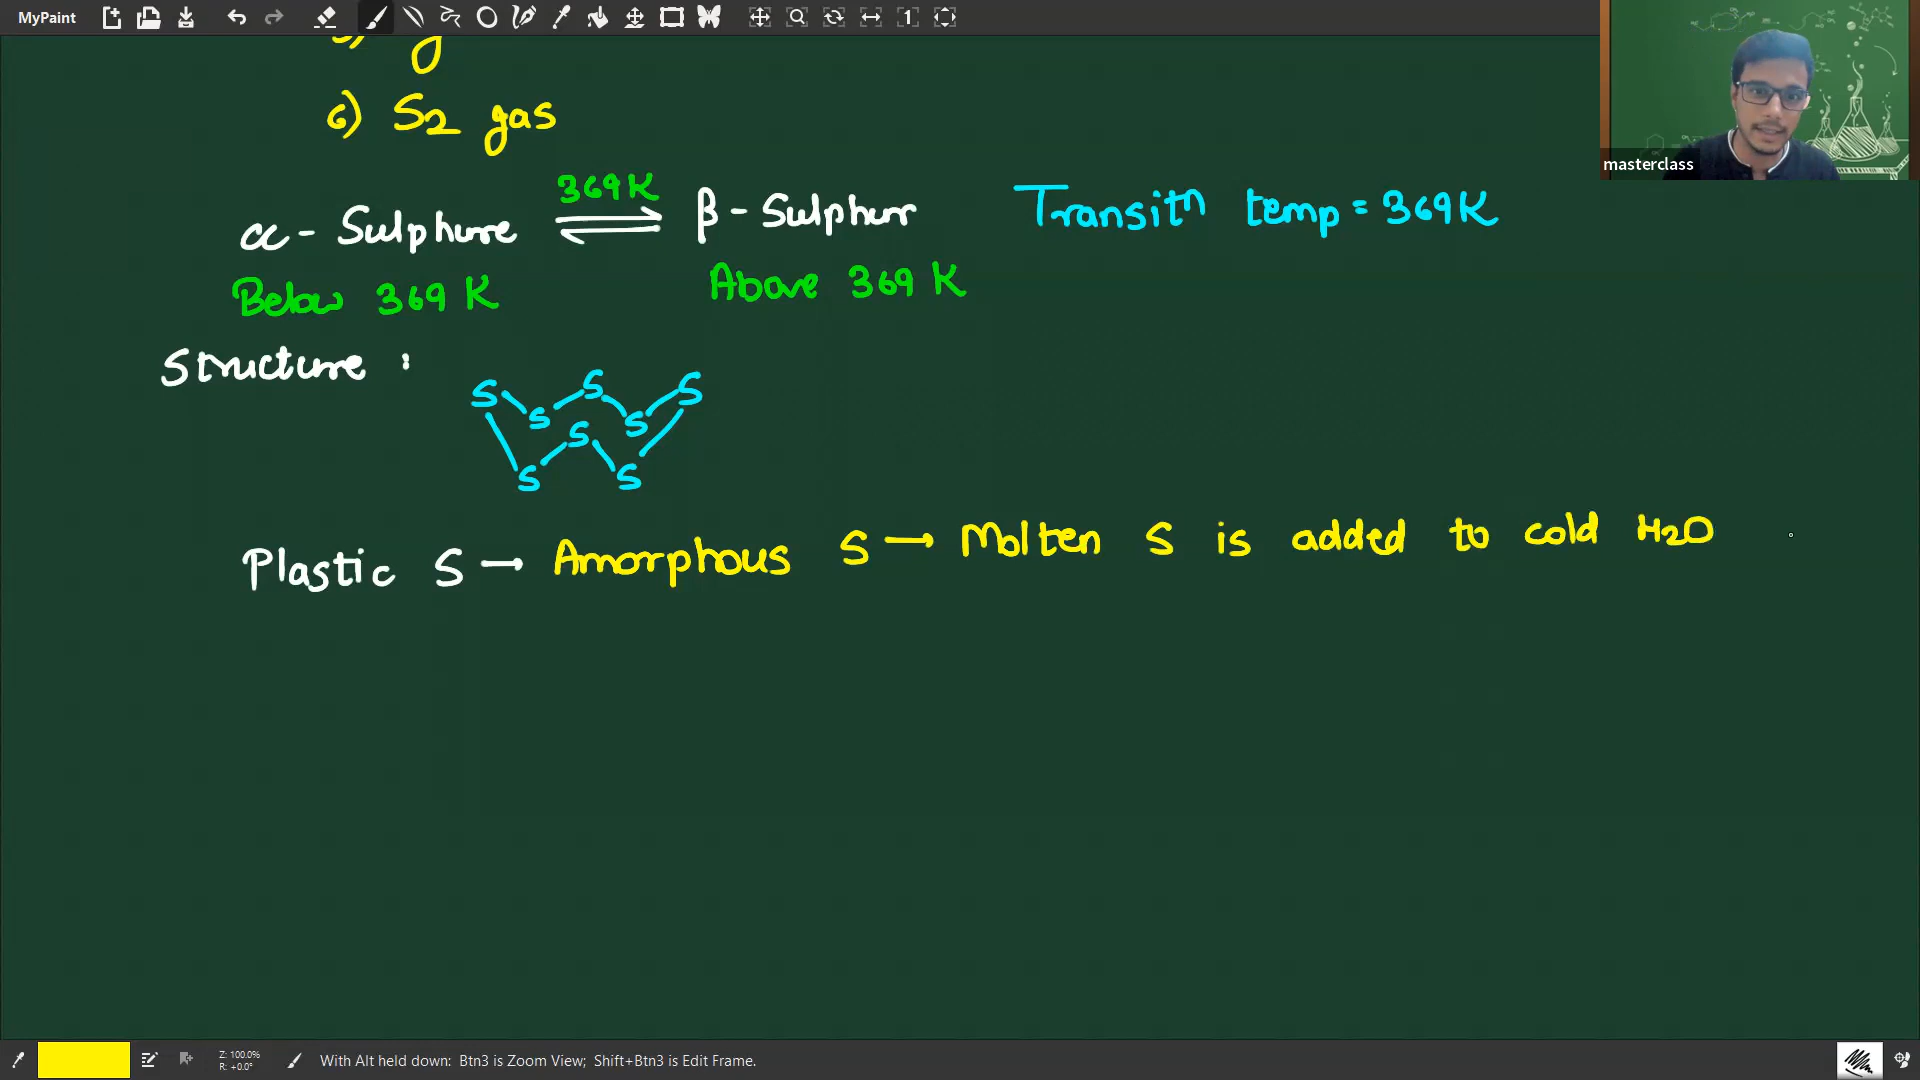 MyPaint
6) S2 gas
masterclass
369K
α - Sulphure ⇌ β - Sulphur Transitn temp = 369K
Below 369 K Above 369 K
Structure :
S S S
S S
S
S S
Plastic S → Amorphous S → Molten S is added to cold H2O
Z: 100.0%
R: +0.0°
With Alt held down: Btn3 is Zoom View; Shift+Btn3 is Edit Frame.